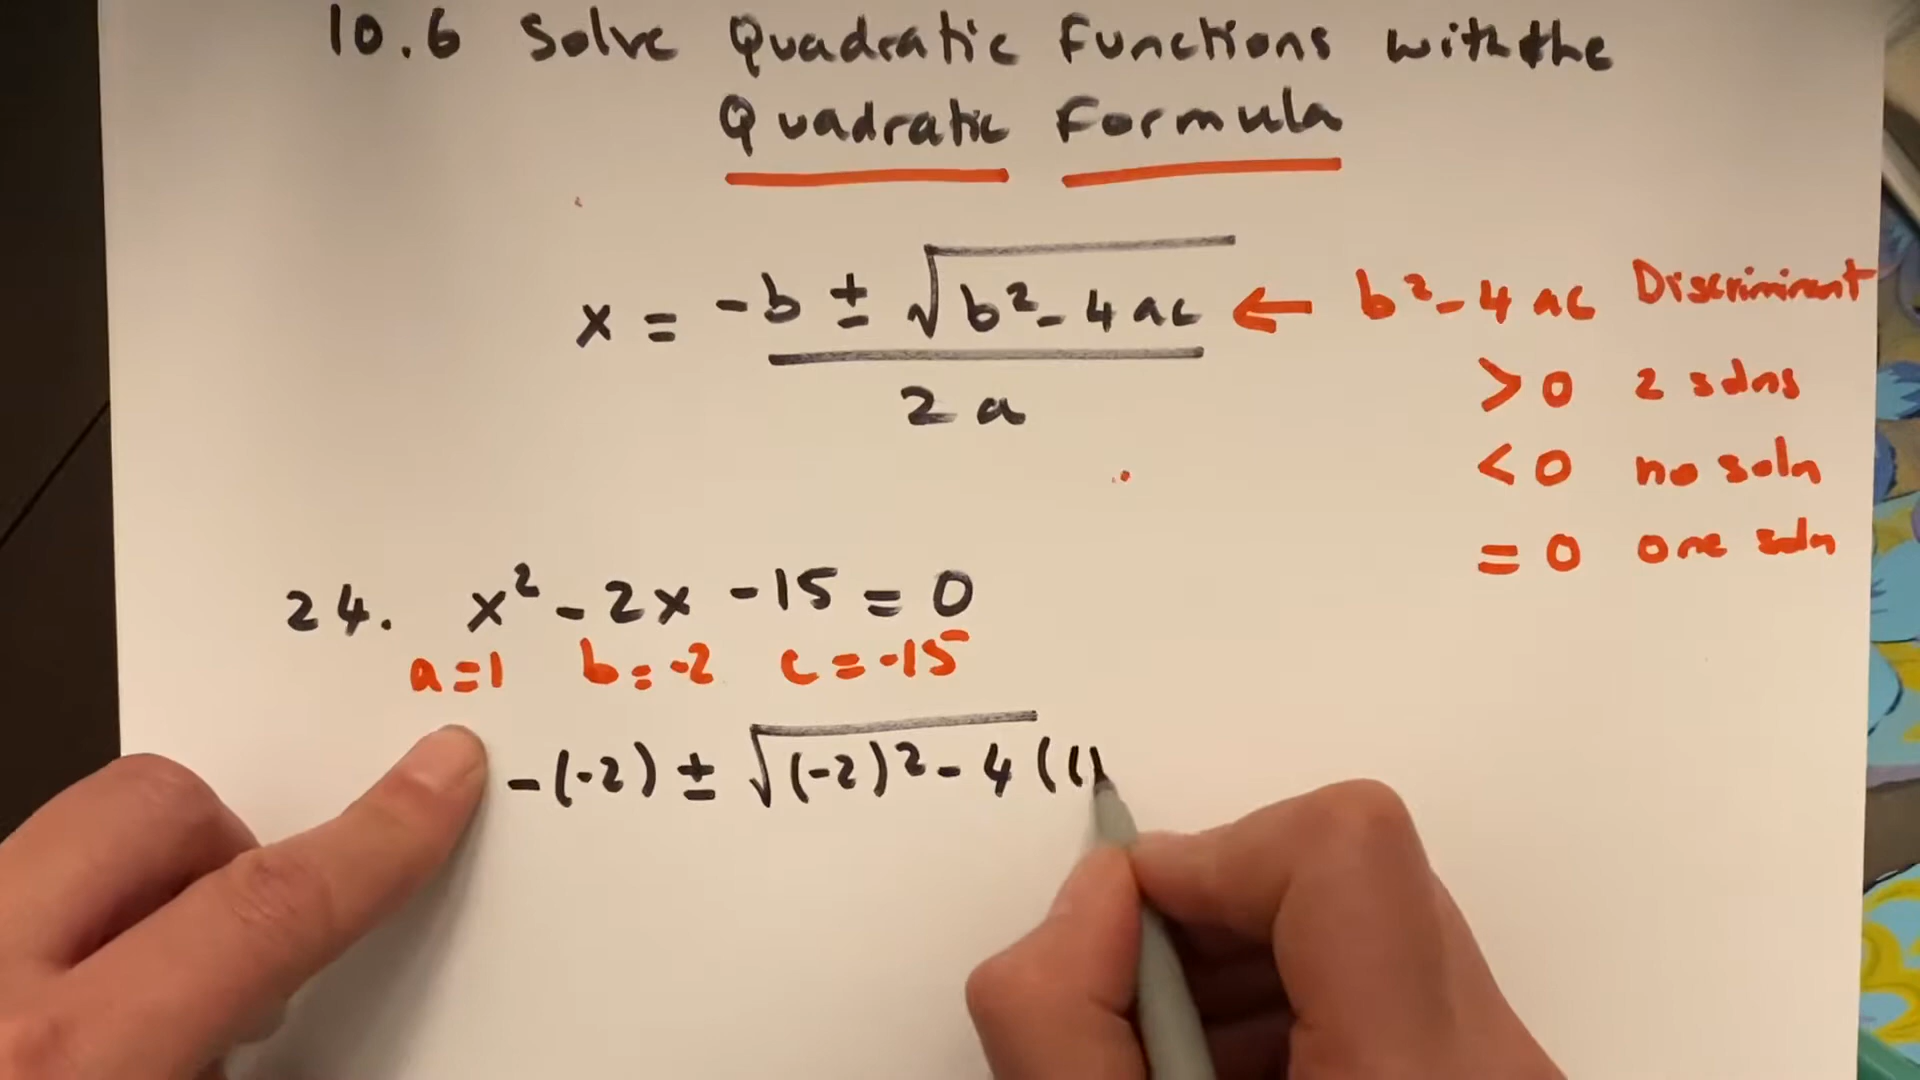 10.6 Solve Quadratic Functions with the
Quadratic Formula
x = -b ± √b² - 4ac / 2a ← b² - 4ac Discriminant
> 0 2 solns
< 0 no soln
= 0 one soln
24. x² - 2x - 15 = 0
a=1 b=-2 c=-15
-(-2) ± √(-2)² - 4(1)